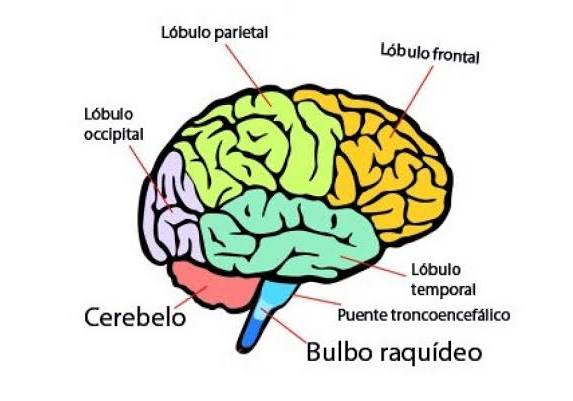 Lóbulo parietal
Lóbulo frontal
Lóbulo
occipital
Lóbulo
temporal
Puente troncoencefálico
Cerebelo
Bulbo raquídeo